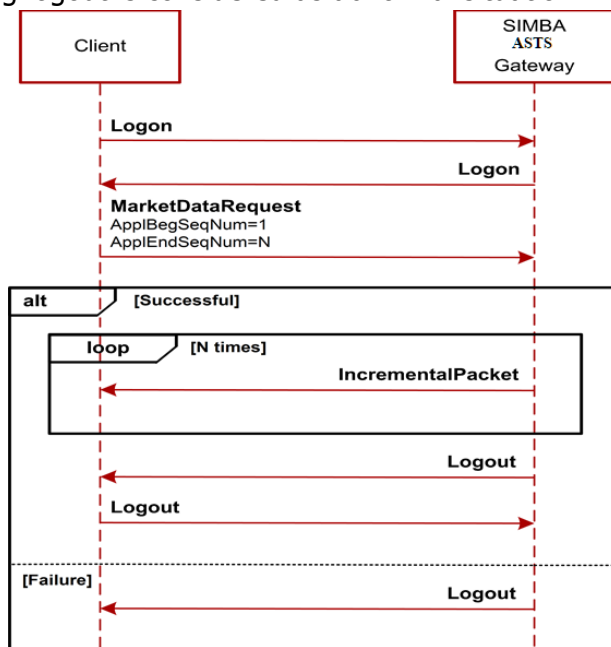 Client
SIMBA
ASTS
Gateway
Logon
Logon
MarketDataRequest
ApplBegSeqNum=1
ApplEndSeqNum=N
alt [Successful]
loop [N times]
IncrementalPacket
Logout
Logout
[Failure]
Logout